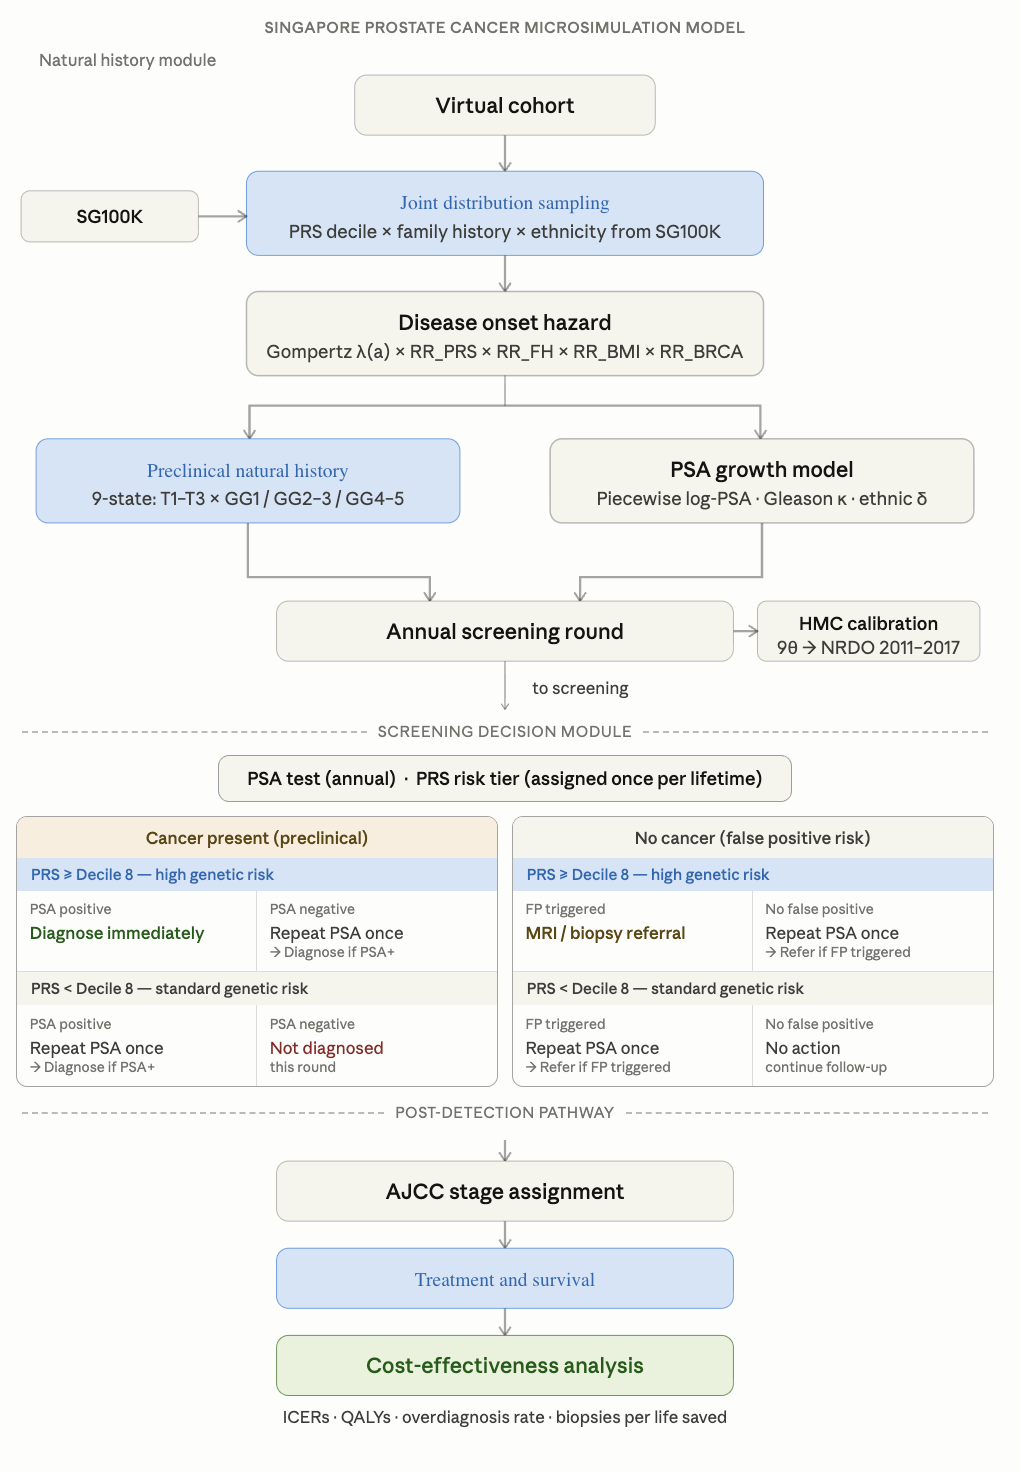 SINGAPORE PROSTATE CANCER MICROSIMULATION MODEL
Natural history module
Virtual cohort
SG100K
Joint distribution sampling
PRS decile × family history × ethnicity from SG100K
Disease onset hazard
Gompertz λ(a) × RR_PRS × RR_FH × RR_BMI × RR_BRCA
Preclinical natural history
9-state: T1–T3 × GG1 / GG2–3 / GG4–5
PSA growth model
Piecewise log-PSA · Gleason κ · ethnic δ
Annual screening round
HMC calibration
9θ → NRDO 2011–2017
to screening
SCREENING DECISION MODULE
PSA test (annual) · PRS risk tier (assigned once per lifetime)
Cancer present (preclinical)
PRS ≥ Decile 8 — high genetic risk
PSA positive
Diagnose immediately
PSA negative
Repeat PSA once
→ Diagnose if PSA+
PRS < Decile 8 — standard genetic risk
PSA positive
Repeat PSA once
→ Diagnose if PSA+
PSA negative
Not diagnosed
this round
No cancer (false positive risk)
PRS ≥ Decile 8 — high genetic risk
FP triggered
MRI / biopsy referral
No false positive
Repeat PSA once
→ Refer if FP triggered
PRS < Decile 8 — standard genetic risk
FP triggered
Repeat PSA once
→ Refer if FP triggered
No false positive
No action
continue follow-up
POST-DETECTION PATHWAY
AJCC stage assignment
Treatment and survival
Cost-effectiveness analysis
ICERs · QALYs · overdiagnosis rate · biopsies per life saved